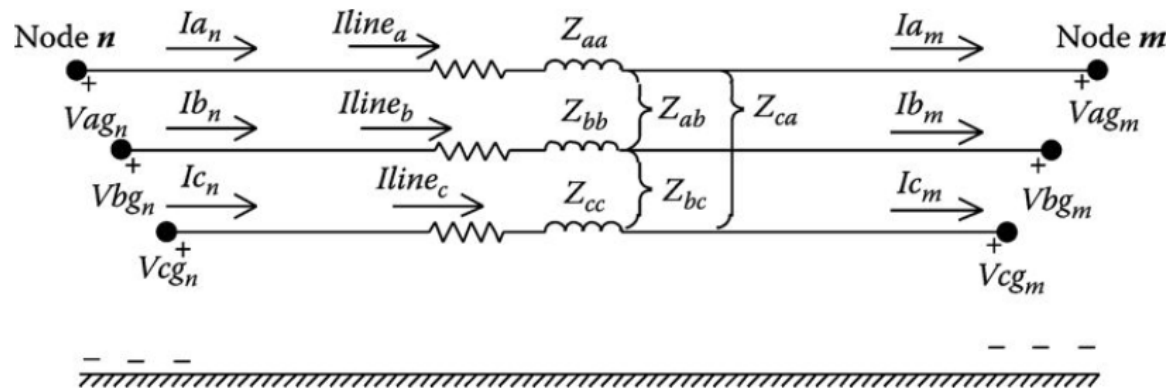 Node n Ia_n Iline_a Z_aa Ia_m Node m
+ +
Vag_n Ib_n Iline_b Z_bb Z_ab Z_ca Ib_m Vag_m
+ +
Vbg_n Ic_n Iline_c Z_cc Z_bc Ic_m Vbg_m
+ +
Vcg_n Vcg_m
– – – – – –